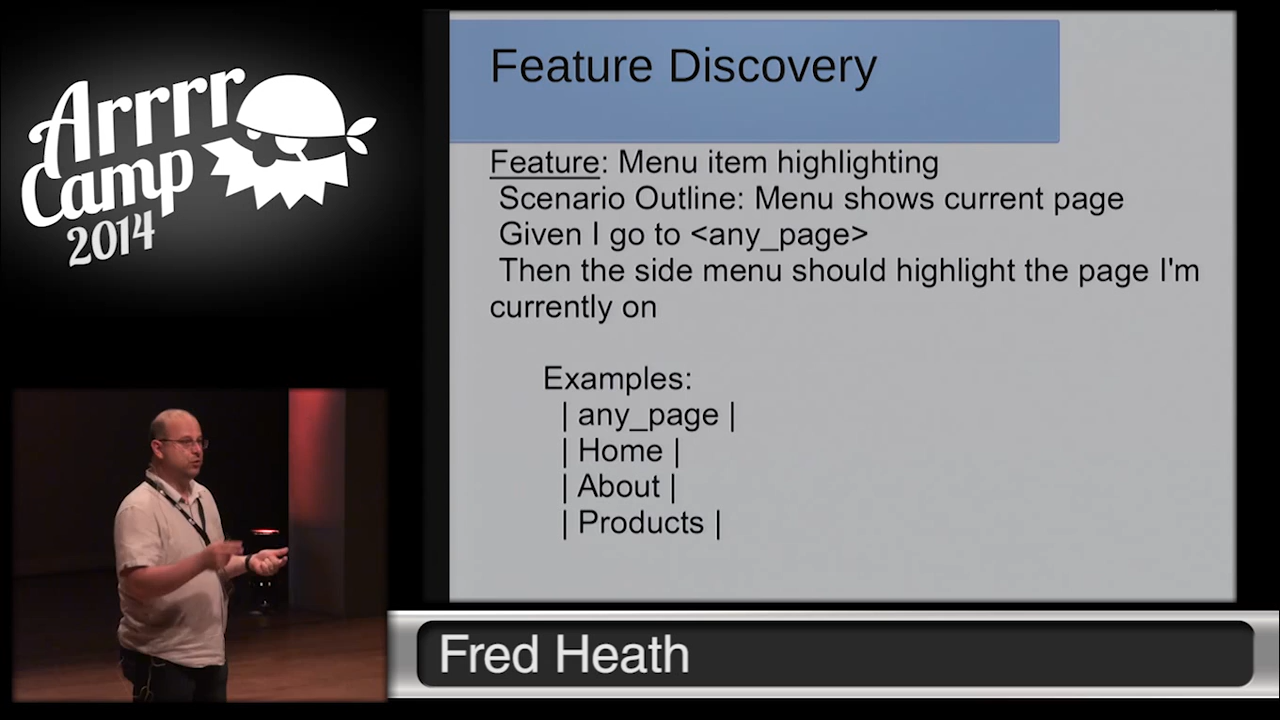 Arrrr
Camp
2014
Feature Discovery
Feature: Menu item highlighting
Scenario Outline: Menu shows current page
Given I go to <any_page>
Then the side menu should highlight the page I'm
currently on
Examples:
| any_page |
| Home |
| About |
| Products |
Fred Heath